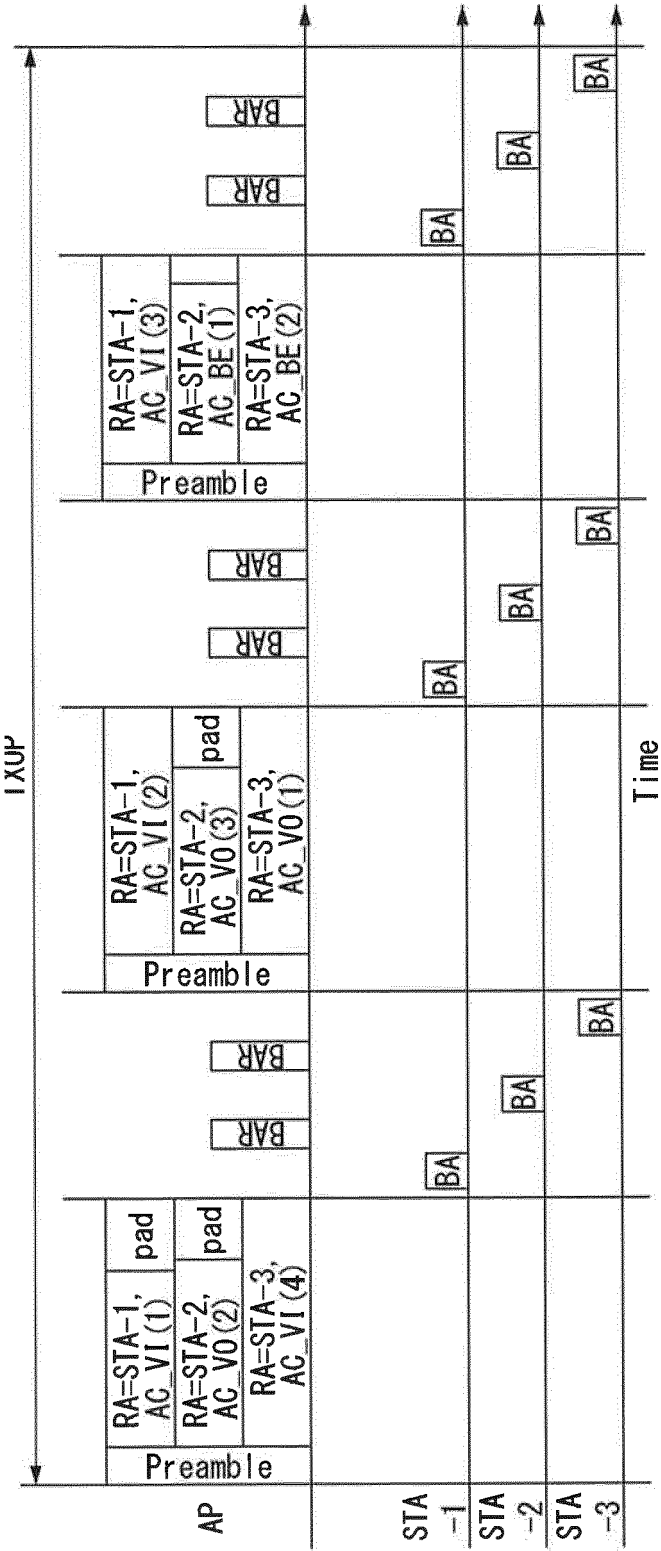 TXOP
AP
Preamble
RA=STA-1,
AC_VI(1)
pad
RA=STA-2,
AC_VO(2)
pad
RA=STA-3,
AC_VI(4)
BAR
BAR
Preamble
RA=STA-1,
AC_VI(2)
RA=STA-2,
AC_VO(3)
pad
RA=STA-3,
AC_VO(1)
BAR
BAR
Preamble
RA=STA-1,
AC_VI(3)
RA=STA-2,
AC_BE(1)
RA=STA-3,
AC_BE(2)
BAR
BAR
STA
-1
BA
BA
BA
STA
-2
BA
BA
BA
STA
-3
BA
BA
BA
Time